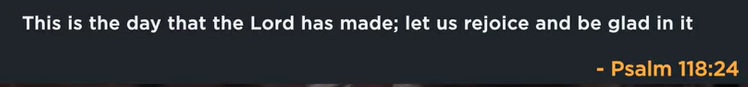 This is the day that the Lord has made; let us rejoice and be glad in it
- Psalm 118:24